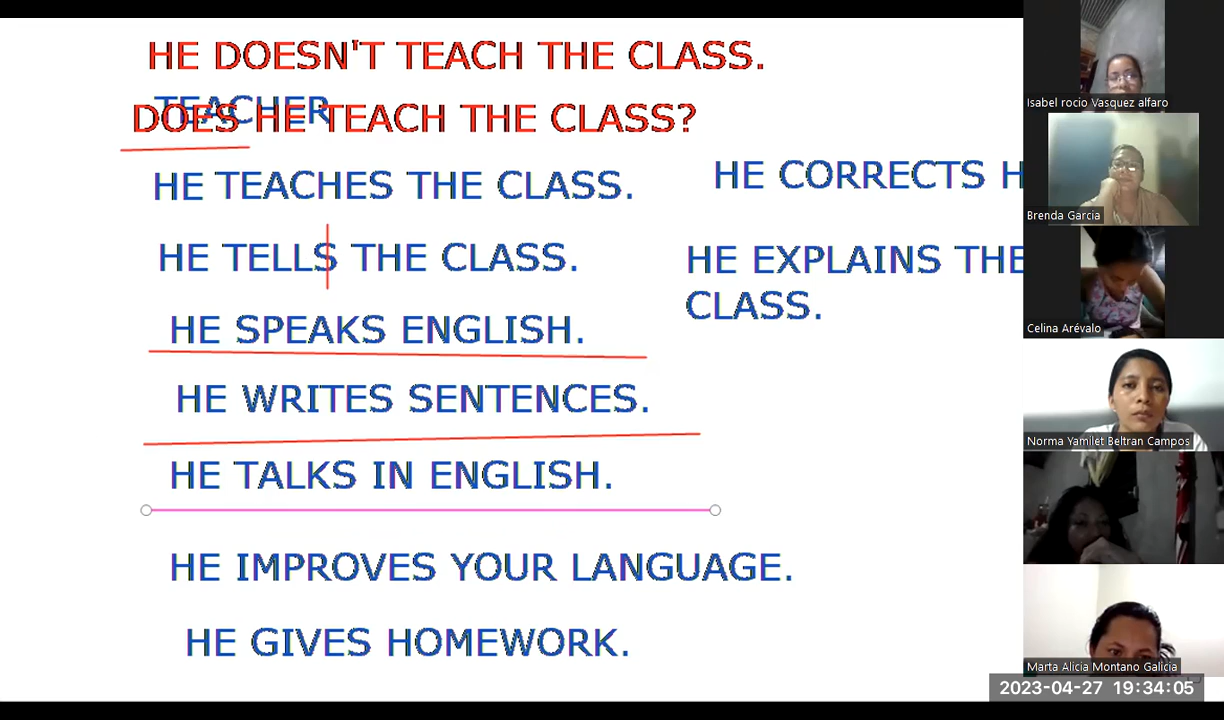 HE DOESN'T TEACH THE CLASS.
TEACHER
DOES HE TEACH THE CLASS?
HE TEACHES THE CLASS.
HE TELLS THE CLASS.
HE SPEAKS ENGLISH.
HE WRITES SENTENCES.
HE TALKS IN ENGLISH.
HE IMPROVES YOUR LANGUAGE.
HE GIVES HOMEWORK.
HE CORRECTS H
HE EXPLAINS THE
CLASS.
Isabel rocio Vasquez alfaro
Brenda Garcia
Celina Arévalo
Norma Yamilet Beltran Campos
Marta Alicia Montano Galicia
2023-04-27 19:34:05